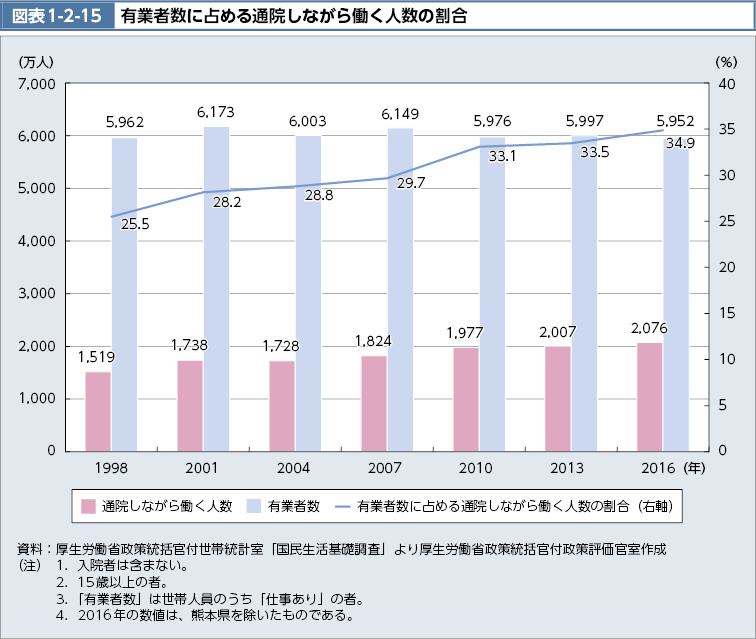 図表1-2-15 有業者数に占める通院しながら働く人数の割合
(万人) (%)
7,000 40
6,000 35
5,000 30
4,000 25
3,000 20
2,000 15
1,000 10
0 5
0
5,962 6,173 6,003 6,149 5,976 5,997 5,952
25.5 28.2 28.8 29.7 33.1 33.5 34.9
1,519 1,738 1,728 1,824 1,977 2,007 2,076
1998 2001 2004 2007 2010 2013 2016 (年)
通院しながら働く人数 有業者数 有業者数に占める通院しながら働く人数の割合(右軸)
資料：厚生労働省政策統括官付世帯統計室「国民生活基礎調査」より厚生労働省政策統括官付政策評価官室作成
(注) 1. 入院者は含まない。
2. 15歳以上の者。
3. 「有業者数」は世帯人員のうち「仕事あり」の者。
4. 2016年の数値は、熊本県を除いたものである。